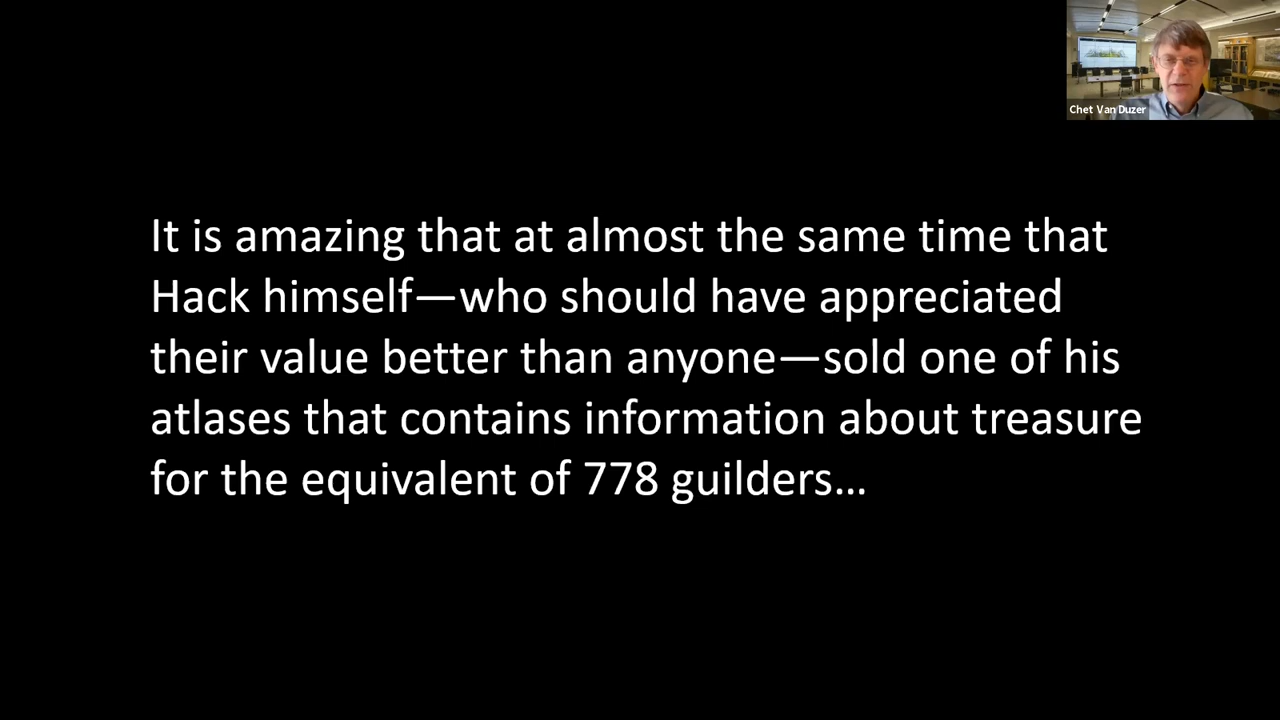 Chet Van Duzer
It is amazing that at almost the same time that
Hack himself—who should have appreciated
their value better than anyone—sold one of his
atlases that contains information about treasure
for the equivalent of 778 guilders…